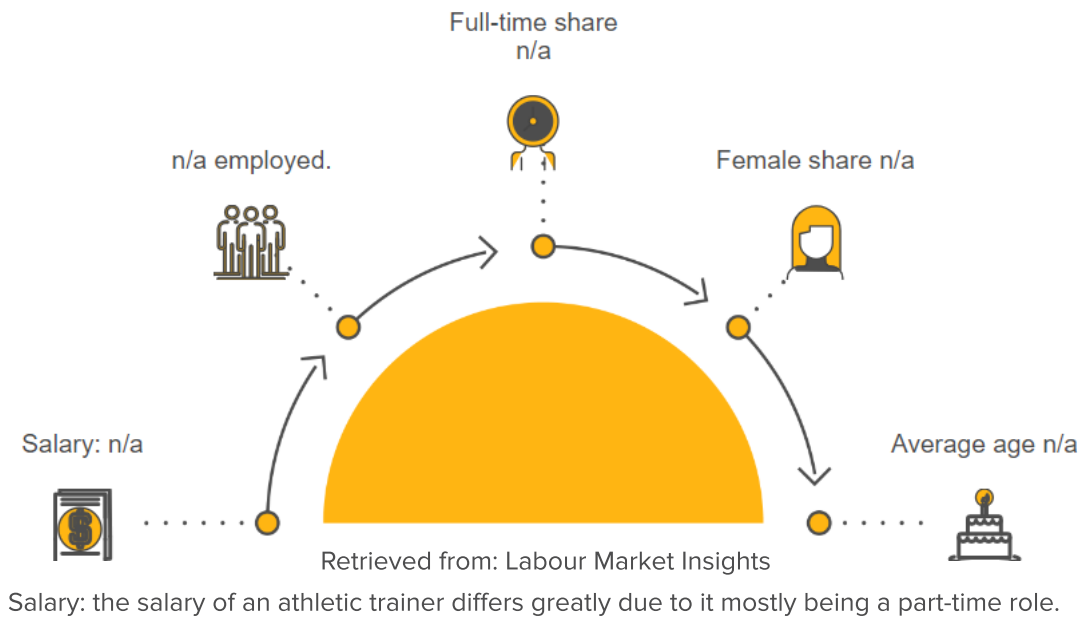 Full-time share
n/a
n/a employed.
Female share n/a
Salary: n/a
Average age n/a
$
Retrieved from: Labour Market Insights
Salary: the salary of an athletic trainer differs greatly due to it mostly being a part-time role.